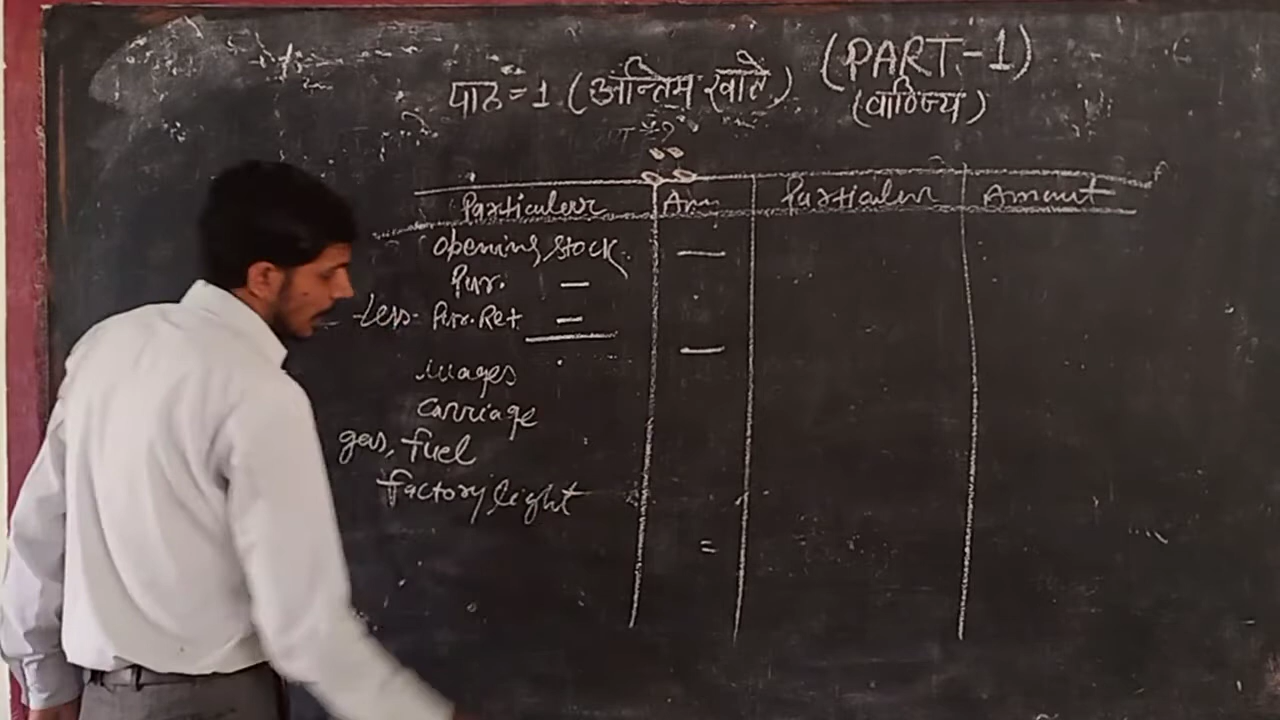 पाठ = 1 (अन्तिम खाते) (PART-1)
(वाणिज्य)
Particular Am Particular Amount
Opening Stock —
Pur. —
Less Pur. Ret — —
wages
Carriage
gas, fuel
factory light
=